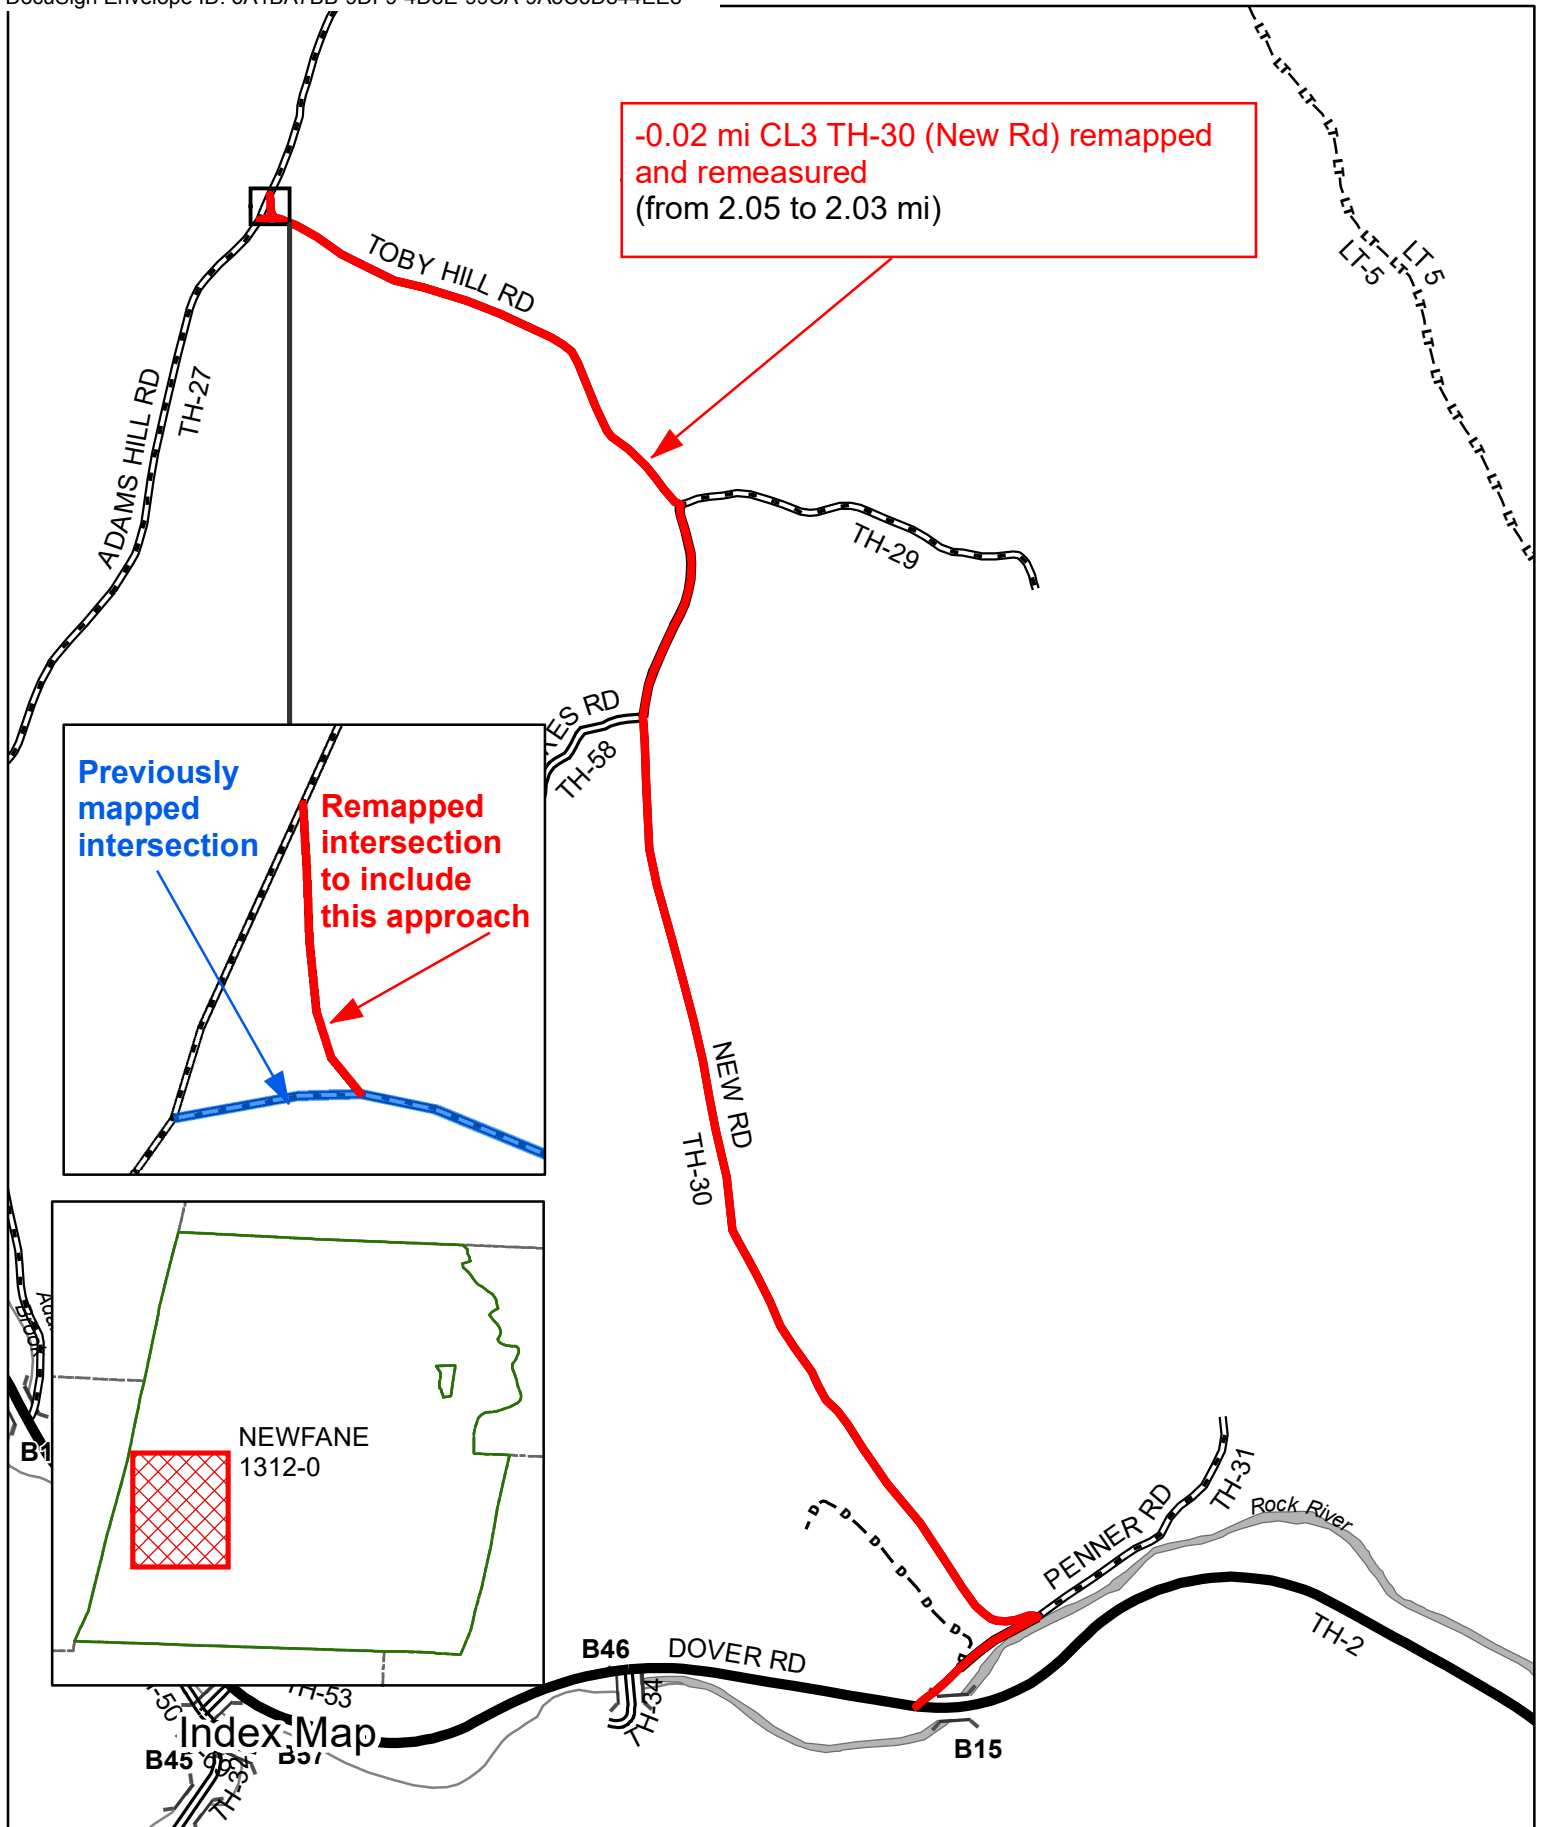 -0.02 mi CL3 TH-30 (New Rd) remapped
and remeasured
(from 2.05 to 2.03 mi)
LT-5
LT 5
TOBY HILL RD
ADAMS HILL RD
TH-27
TH-29
RD
TH-58
Previously
mapped
intersection
Remapped
intersection
to include
this approach
NEW RD
TH-30
Brook
NEWFANE
1312-0
PENNER RD
TH-31
Rock River
TH-2
B46
DOVER RD
TH-34
TH-53
Index Map
B45
B57
TH-32
B15